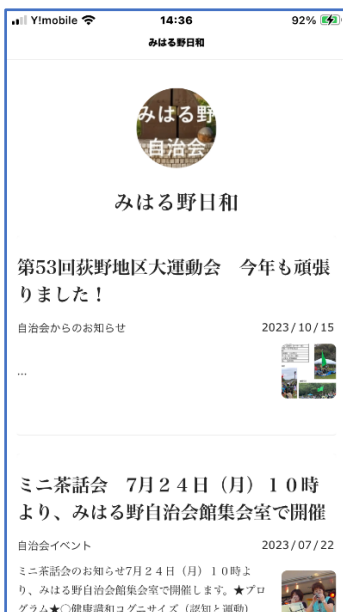 Y!mobile 14:36 92%
みはる野日和
みはる野
自治会
みはる野日和
第53回荻野地区大運動会　今年も頑張
りました！
自治会からのお知らせ 2023/10/15
...
ミニ茶話会　7月２４日（月）１０時
より、みはる野自治会館集会室で開催
自治会イベント 2023/07/22
ミニ茶話会のお知らせ7月２４日（月）１０時よ
り、みはる野自治会館集会室で開催します。★プロ
グラム★〇健康講和コグニサイズ（認知と運動）